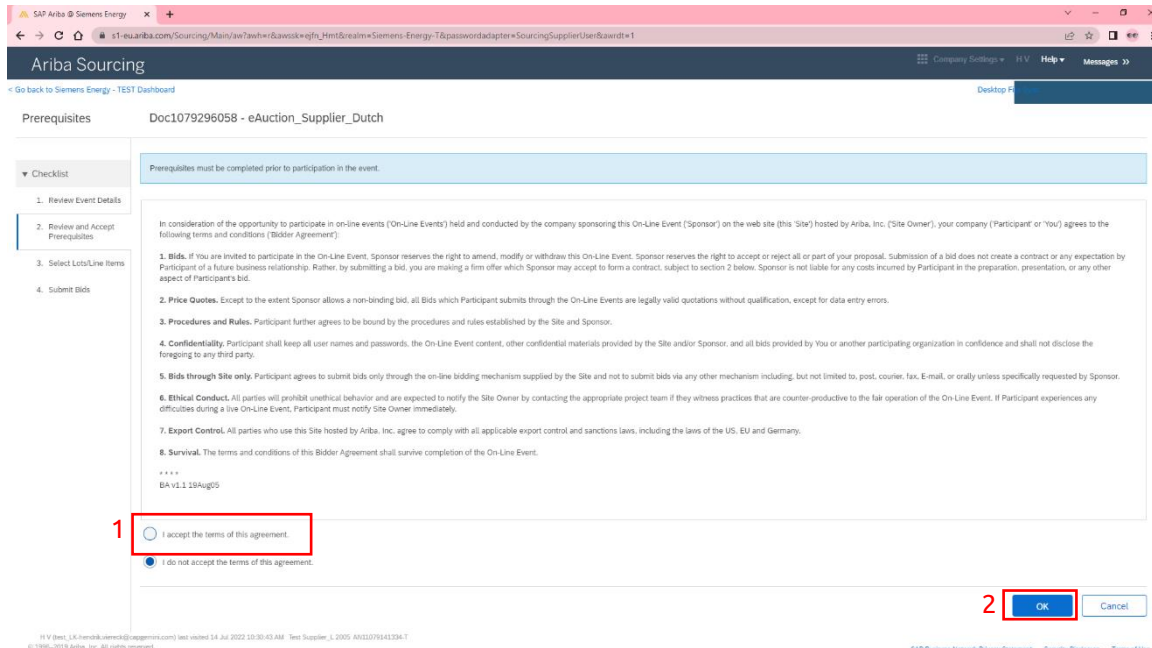 SAP Ariba @ Siemens Energy
s1-eu.ariba.com/Sourcing/Main/aw?awh=r&awssk=ejfn_Hmt&realm=Siemens-Energy-T&passwordadapter=SourcingSupplierUser&awrdt=1
Ariba Sourcing
Company Settings
H V
Help
Messages »
< Go back to Siemens Energy - TEST Dashboard
Desktop
Prerequisites
Doc1079296058 - eAuction_Supplier_Dutch
Checklist
1. Review Event Details
2. Review and Accept
Prerequisites
3. Select Lots/Line Items
4. Submit Bids
Prerequisites must be completed prior to participation in the event.
In consideration of the opportunity to participate in on-line events ('On-Line Events') held and conducted by the company sponsoring this On-Line Event ('Sponsor') on the web site (this 'Site') hosted by Ariba, Inc. ('Site Owner'), your company ('Participant' or 'You') agrees to the
following terms and conditions ('Bidder Agreement'):
1. Bids. If You are invited to participate in the On-Line Event, Sponsor reserves the right to amend, modify or withdraw this On-Line Event. Sponsor reserves the right to accept or reject all or part of your proposal. Submission of a bid does not create a contract or any expectation by
Participant of a future business relationship. Rather, by submitting a bid, you are making a firm offer which Sponsor may accept to form a contract, subject to section 2 below. Sponsor is not liable for any costs incurred by Participant in the preparation, presentation, or any other
aspect of Participant's bid.
2. Price Quotes. Except to the extent Sponsor allows a non-binding bid, all Bids which Participant submits through the On-Line Events are legally valid quotations without qualification, except for data entry errors.
3. Procedures and Rules. Participant further agrees to be bound by the procedures and rules established by the Site and Sponsor.
4. Confidentiality. Participant shall keep all user names and passwords, the On-Line Event content, other confidential materials provided by the Site and/or Sponsor, and all bids provided by You or another participating organization in confidence and shall not disclose the
foregoing to any third party.
5. Bids through Site only. Participant agrees to submit bids only through the on-line bidding mechanism supplied by the Site and not to submit bids via any other mechanism including, but not limited to, post, courier, fax, E-mail, or orally unless specifically requested by Sponsor.
6. Ethical Conduct. All parties will prohibit unethical behavior and are expected to notify the Site Owner by contacting the appropriate project team if they witness practices that are counter-productive to the fair operation of the On-Line Event. If Participant experiences any
difficulties during a live On-Line Event, Participant must notify Site Owner immediately.
7. Export Control. All parties who use this Site hosted by Ariba, Inc. agree to comply with all applicable export control and sanctions laws, including the laws of the US, EU and Germany.
8. Survival. The terms and conditions of this Bidder Agreement shall survive completion of the On-Line Event.
* * * *
BA v1.1 19Aug05
1
I accept the terms of this agreement.
I do not accept the terms of this agreement.
2
OK
Cancel
last visited 14 Jul 2022 10:30:43 AM Test Supplier_L 2005 AN11079141334-T
© 1996–2019 Ariba, Inc. All rights reserved